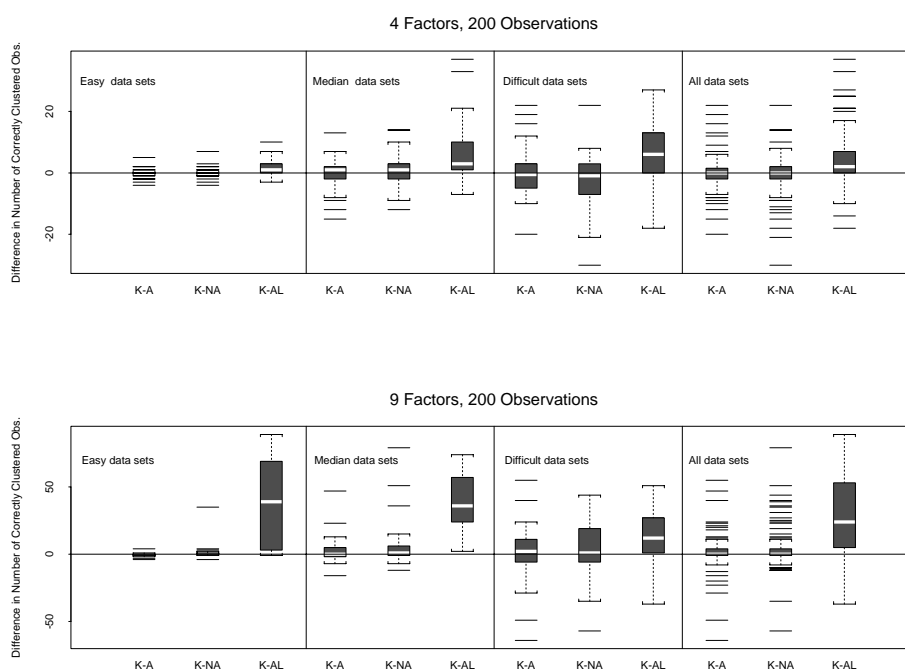 4 Factors, 200 Observations
Difference in Number of Correctly Clustered Obs.
20
0
-20
Easy data sets
Median data sets
Difficult data sets
All data sets
K-A K-NA K-AL K-A K-NA K-AL K-A K-NA K-AL K-A K-NA K-AL
9 Factors, 200 Observations
Difference in Number of Correctly Clustered Obs.
50
0
-50
Easy data sets
Median data sets
Difficult data sets
All data sets
K-A K-NA K-AL K-A K-NA K-AL K-A K-NA K-AL K-A K-NA K-AL